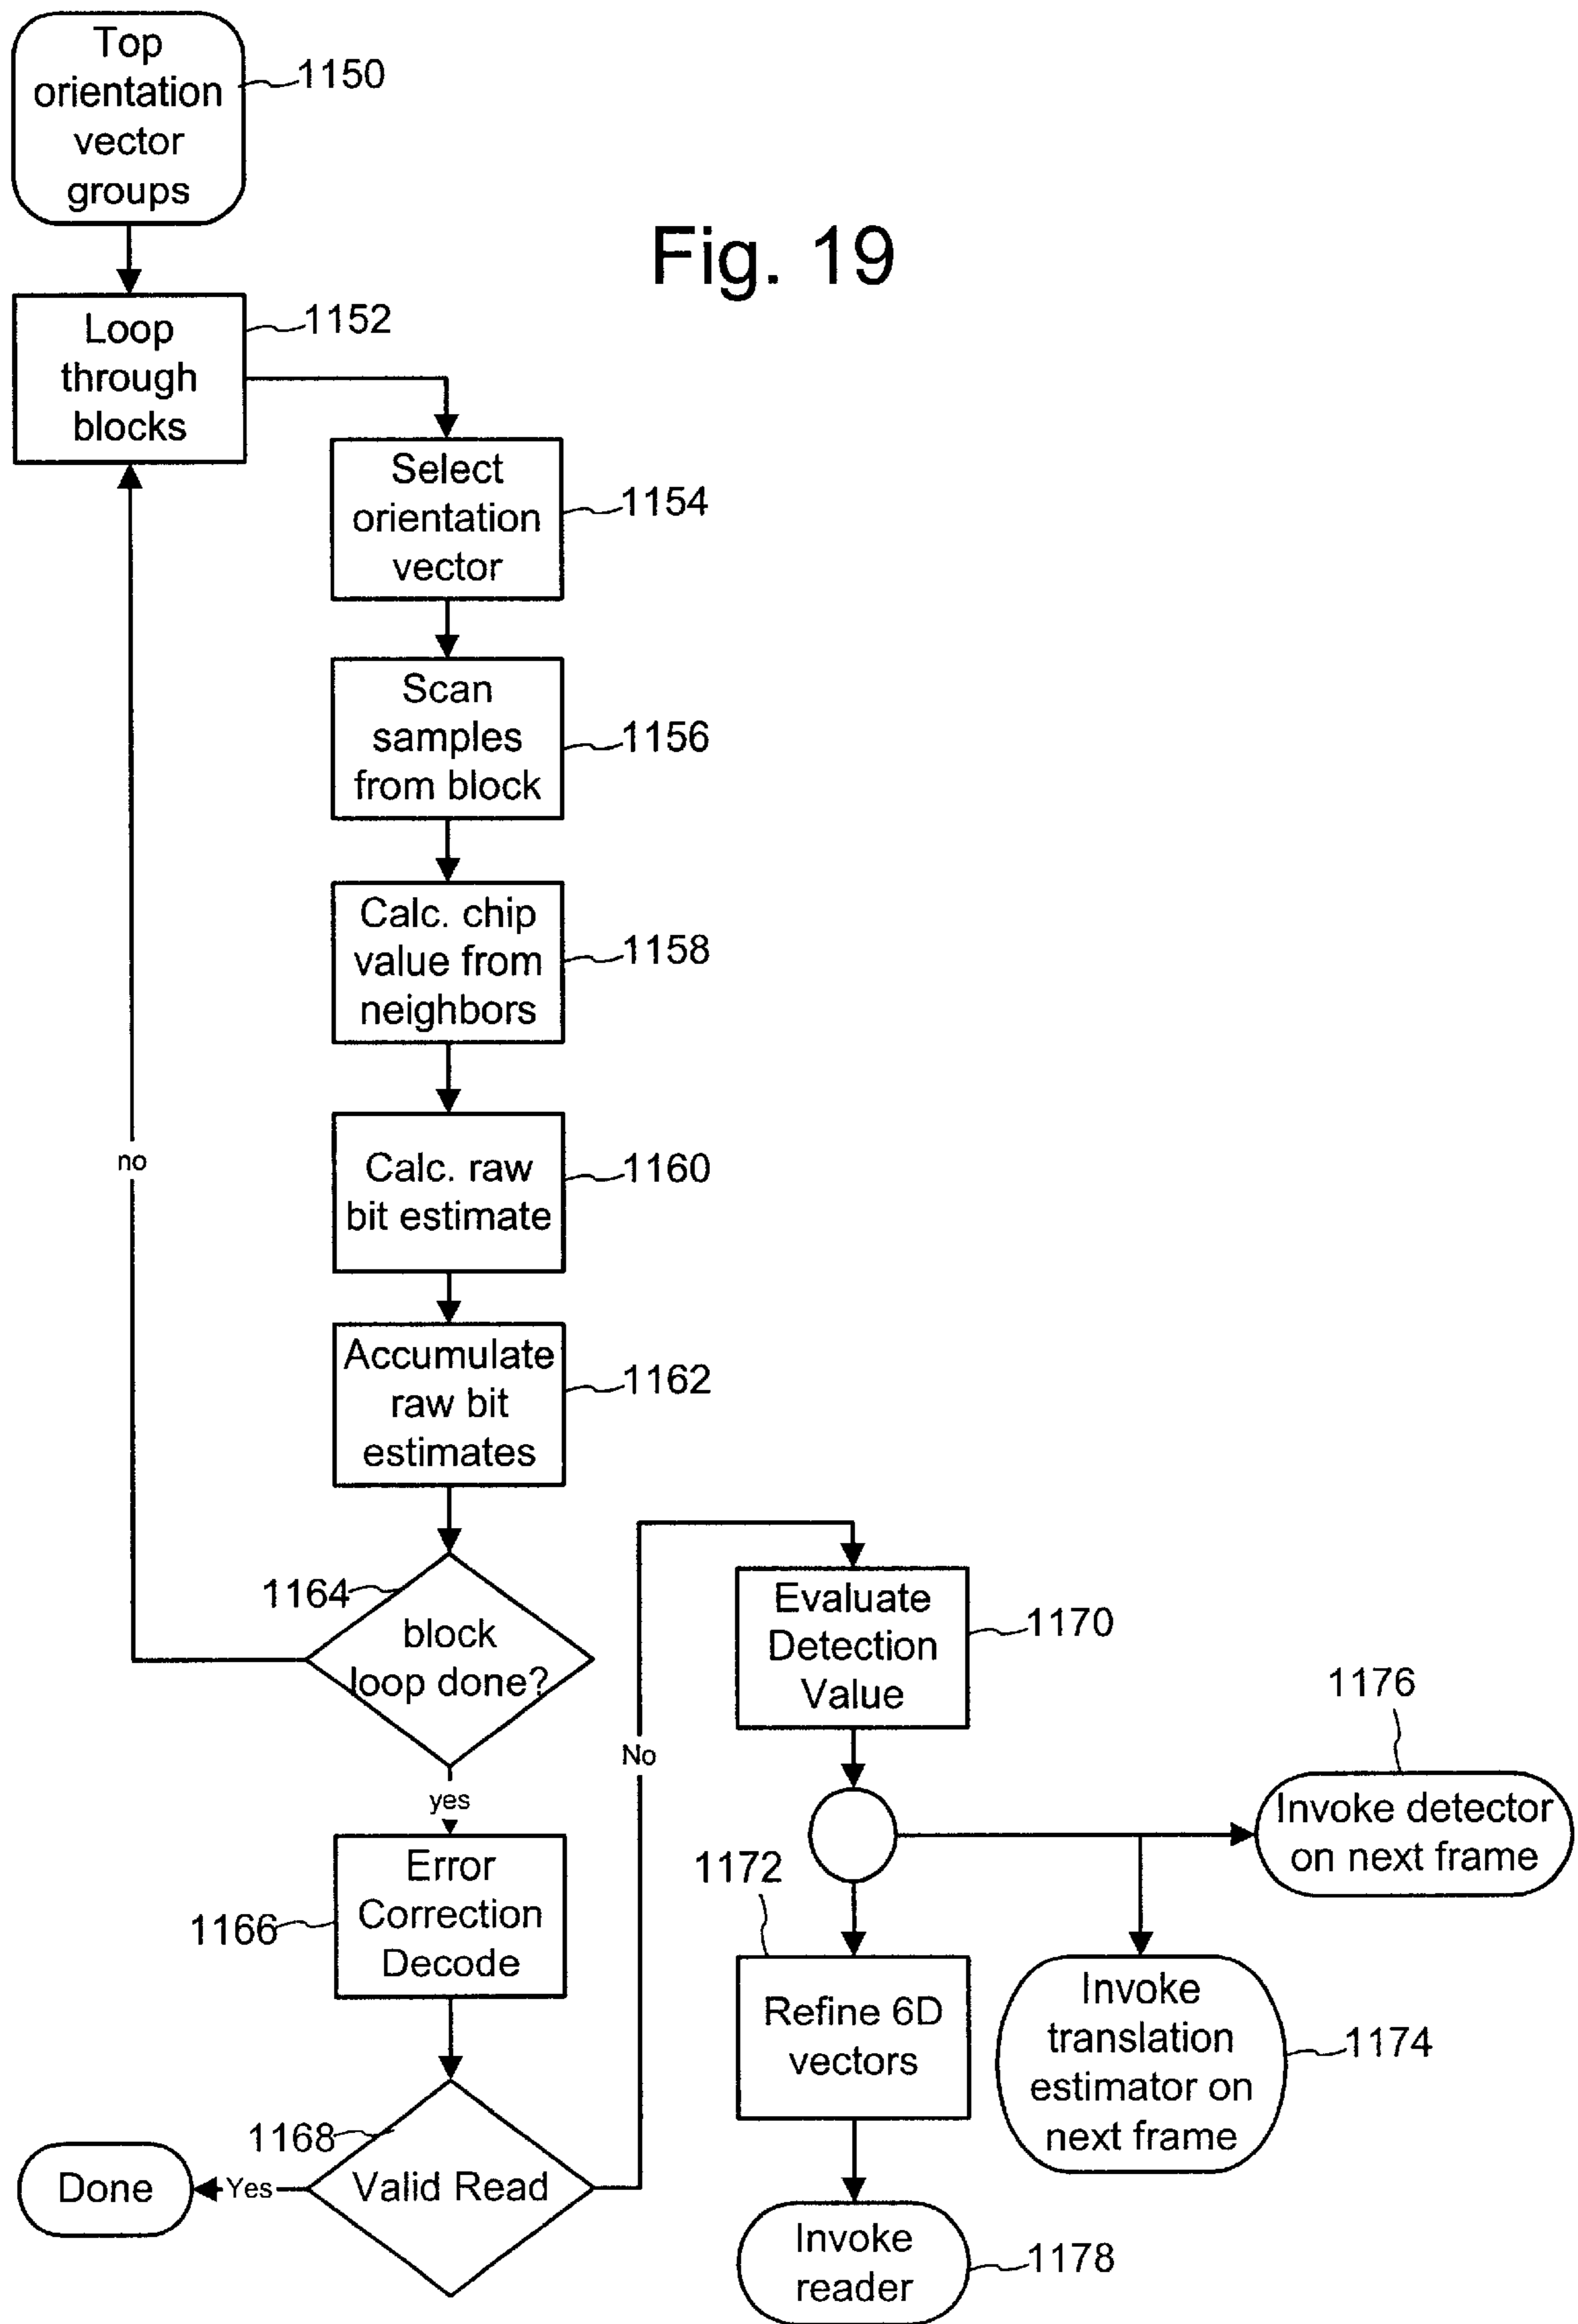 Top
orientation
vector
groups
1150
Fig. 19
Loop
through
blocks
1152
Select
orientation
vector
1154
Scan
samples
from block
1156
Calc. chip
value from
neighbors
1158
no
Calc. raw
bit estimate
1160
Accumulate
raw bit
estimates
1162
1164
block
loop done?
yes
Error
Correction
Decode
1166
1168
Valid Read
Yes
Done
No
Evaluate
Detection
Value
1170
1176
Invoke detector
on next frame
1172
Refine 6D
vectors
Invoke
translation
estimator on
next frame
1174
Invoke
reader
1178